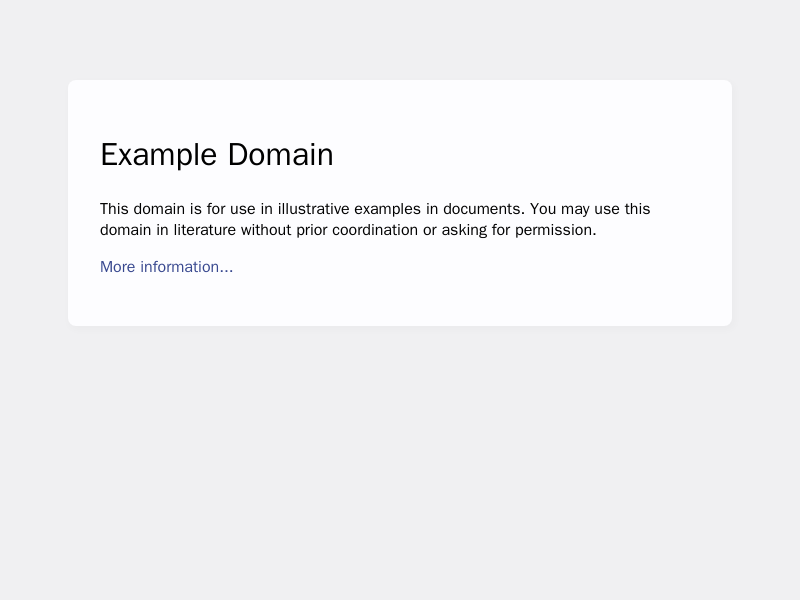 Example Domain
This domain is for use in illustrative examples in documents. You may use this
domain in literature without prior coordination or asking for permission.
More information...